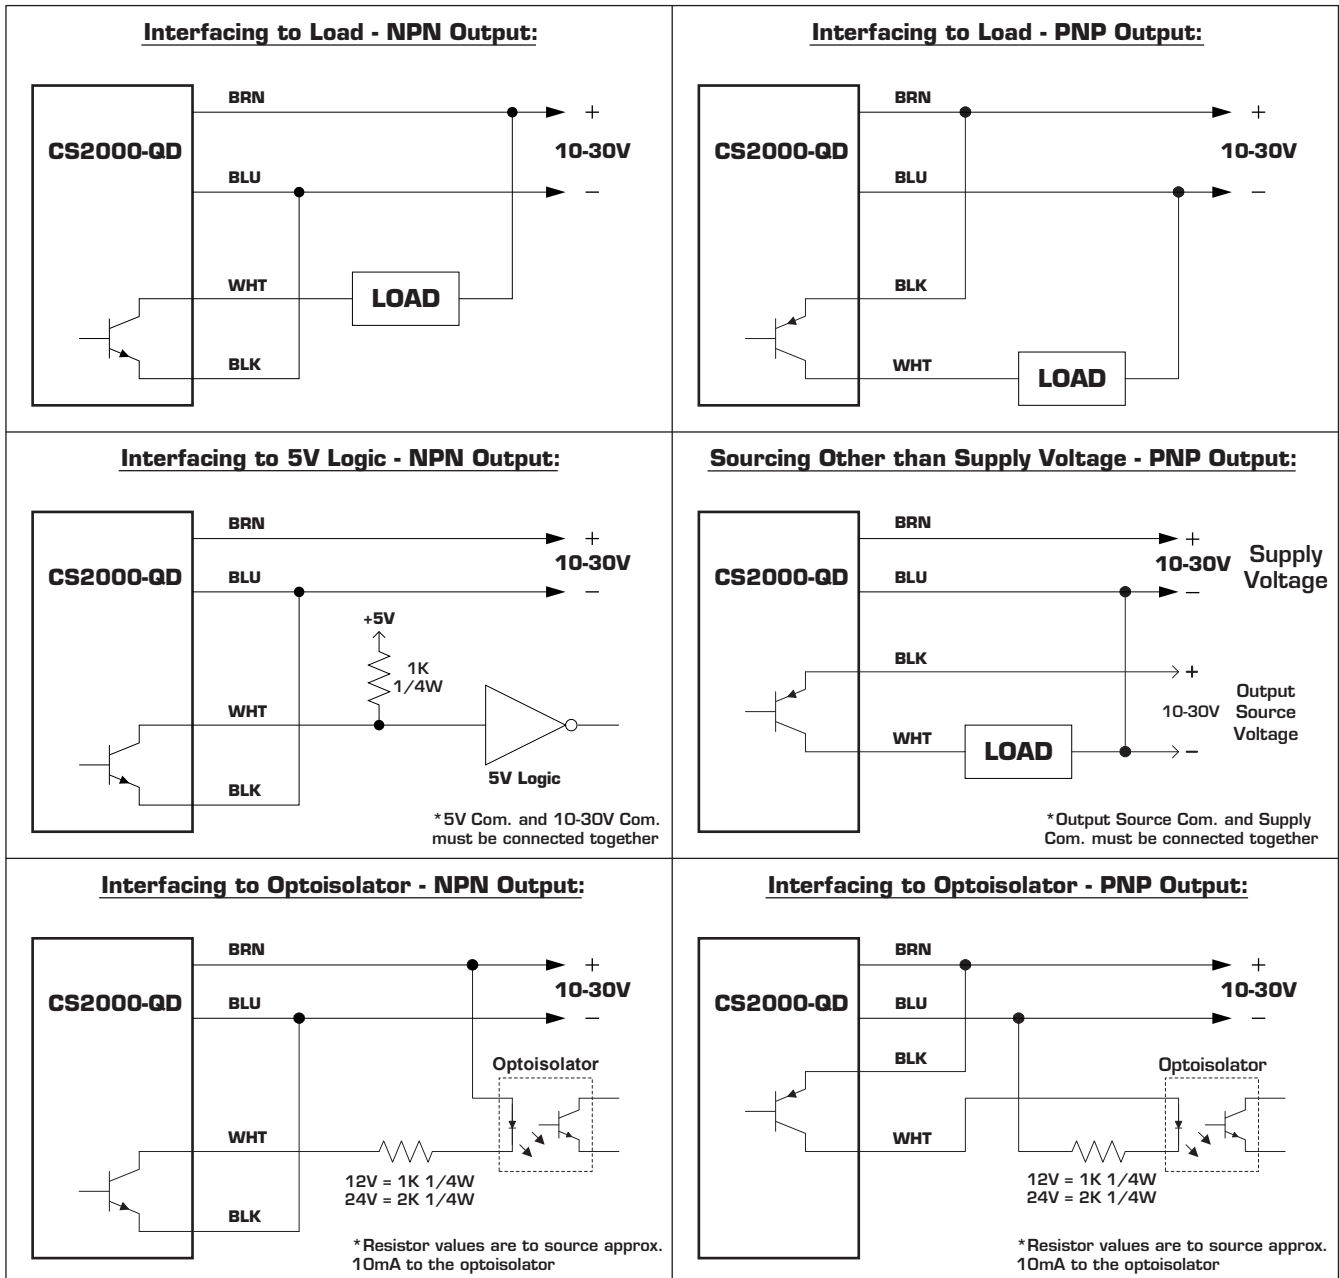 Interfacing to Load - NPN Output:
BRN
+
CS2000-QD
10-30V
BLU
–
WHT
LOAD
BLK
Interfacing to Load - PNP Output:
BRN
+
CS2000-QD
10-30V
BLU
–
BLK
WHT
LOAD
Interfacing to 5V Logic - NPN Output:
BRN
+
10-30V
CS2000-QD
BLU
–
+5V
1K
1/4W
WHT
5V Logic
BLK
*5V Com. and 10-30V Com.
must be connected together
Sourcing Other than Supply Voltage - PNP Output:
BRN
+
10-30V
Supply
Voltage
CS2000-QD
BLU
–
BLK
+
10-30V
Output
Source
Voltage
WHT
LOAD
–
*Output Source Com. and Supply
Com. must be connected together
Interfacing to Optoisolator - NPN Output:
BRN
+
10-30V
CS2000-QD
BLU
–
Optoisolator
WHT
12V = 1K 1/4W
24V = 2K 1/4W
BLK
*Resistor values are to source approx.
10mA to the optoisolator
Interfacing to Optoisolator - PNP Output:
BRN
+
10-30V
CS2000-QD
BLU
–
BLK
Optoisolator
WHT
12V = 1K 1/4W
24V = 2K 1/4W
*Resistor values are to source approx.
10mA to the optoisolator